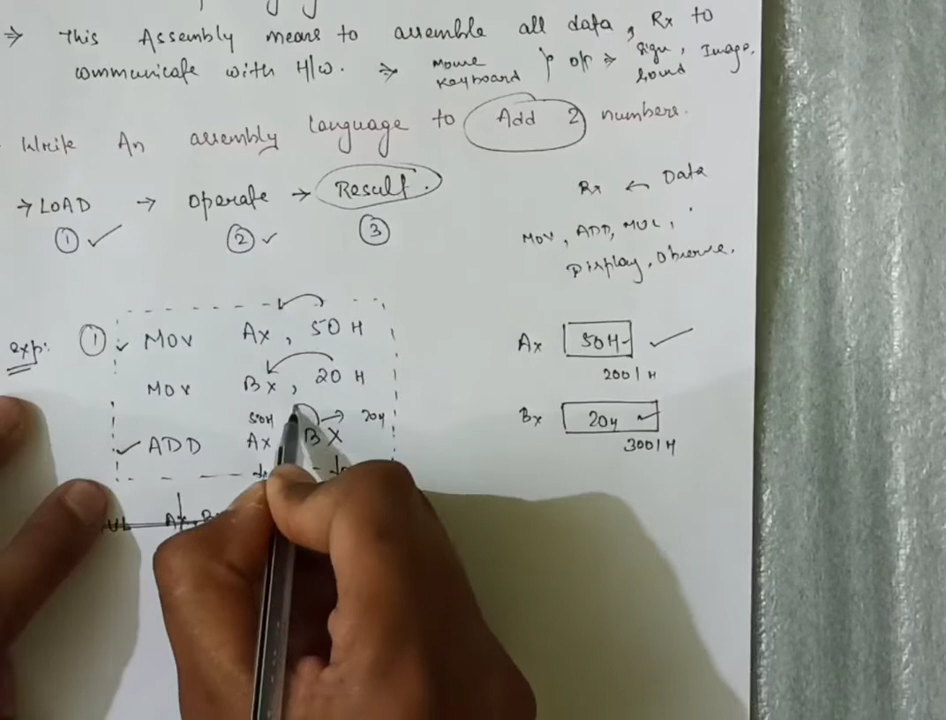 ⇒ This Assembly means to assemble all data, Rx to
communicate with H/W. ⇒ Mouse Keyboard } o/p ⇒ Sign, Sound Image.
Write An assembly language to Add 2 numbers.
→ LOAD → Operate → Result.
① ✓ ② ✓ ③
Rx ← Data
MOV, ADD, MUL,
Display, Observe.
exp: ① MOV AX, 50 H
MOV BX, 20 H
50H → 20H
ADD AX BX
AX 50H
2001 H
BX 20H
3001 H